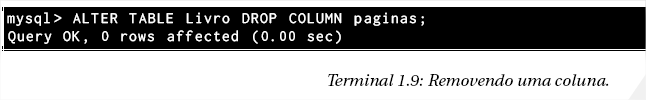 mysql> ALTER TABLE Livro DROP COLUMN paginas;
Query OK, 0 rows affected (0.00 sec)
Terminal 1.9: Removendo uma coluna.